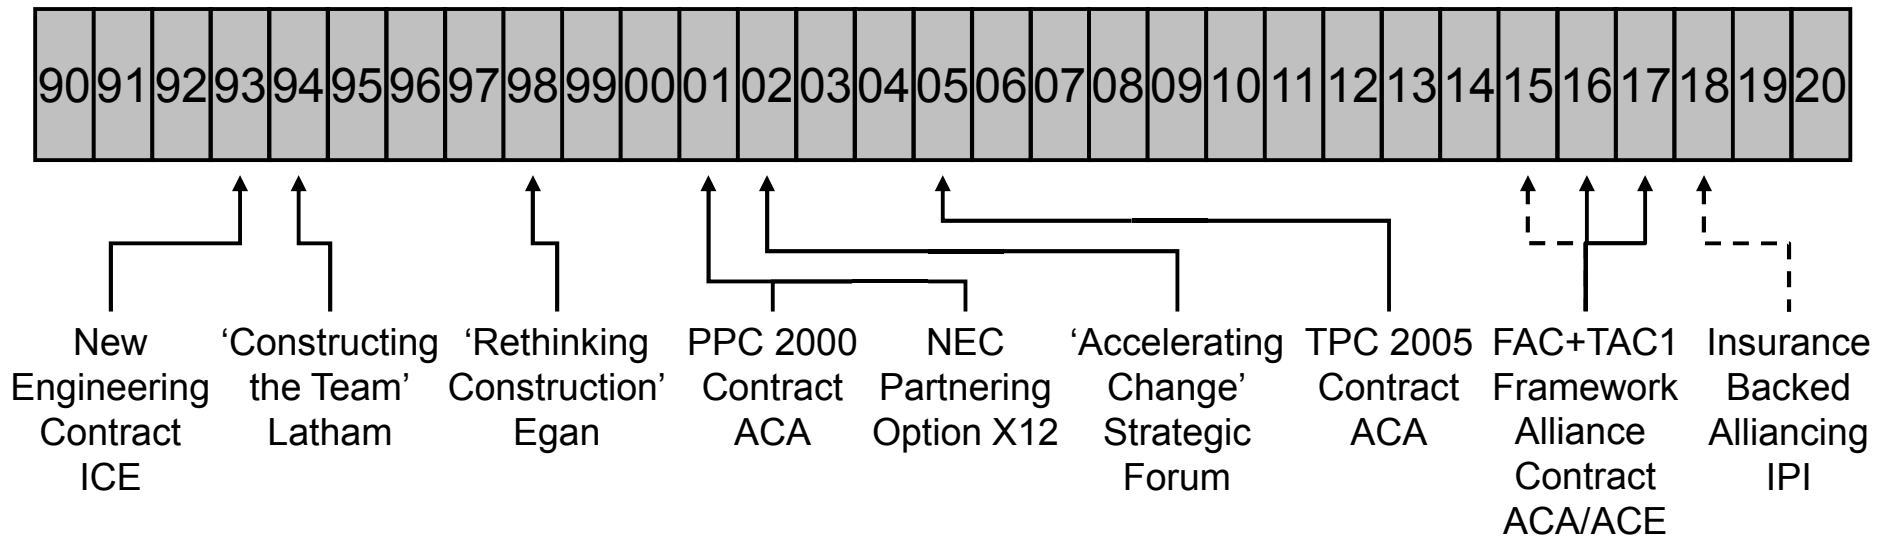 90 91 92 93 94 95 96 97 98 99 00 01 02 03 04 05 06 07 08 09 10 11 12 13 14 15 16 17 18 19 20
New
Engineering
Contract
ICE
‘Constructing
the Team’
Latham
‘Rethinking
Construction’
Egan
PPC 2000
Contract
ACA
NEC
Partnering
Option X12
‘Accelerating
Change’
Strategic
Forum
TPC 2005
Contract
ACA
FAC+TAC1
Framework
Alliance
Contract
ACA/ACE
Insurance
Backed
Alliancing
IPI